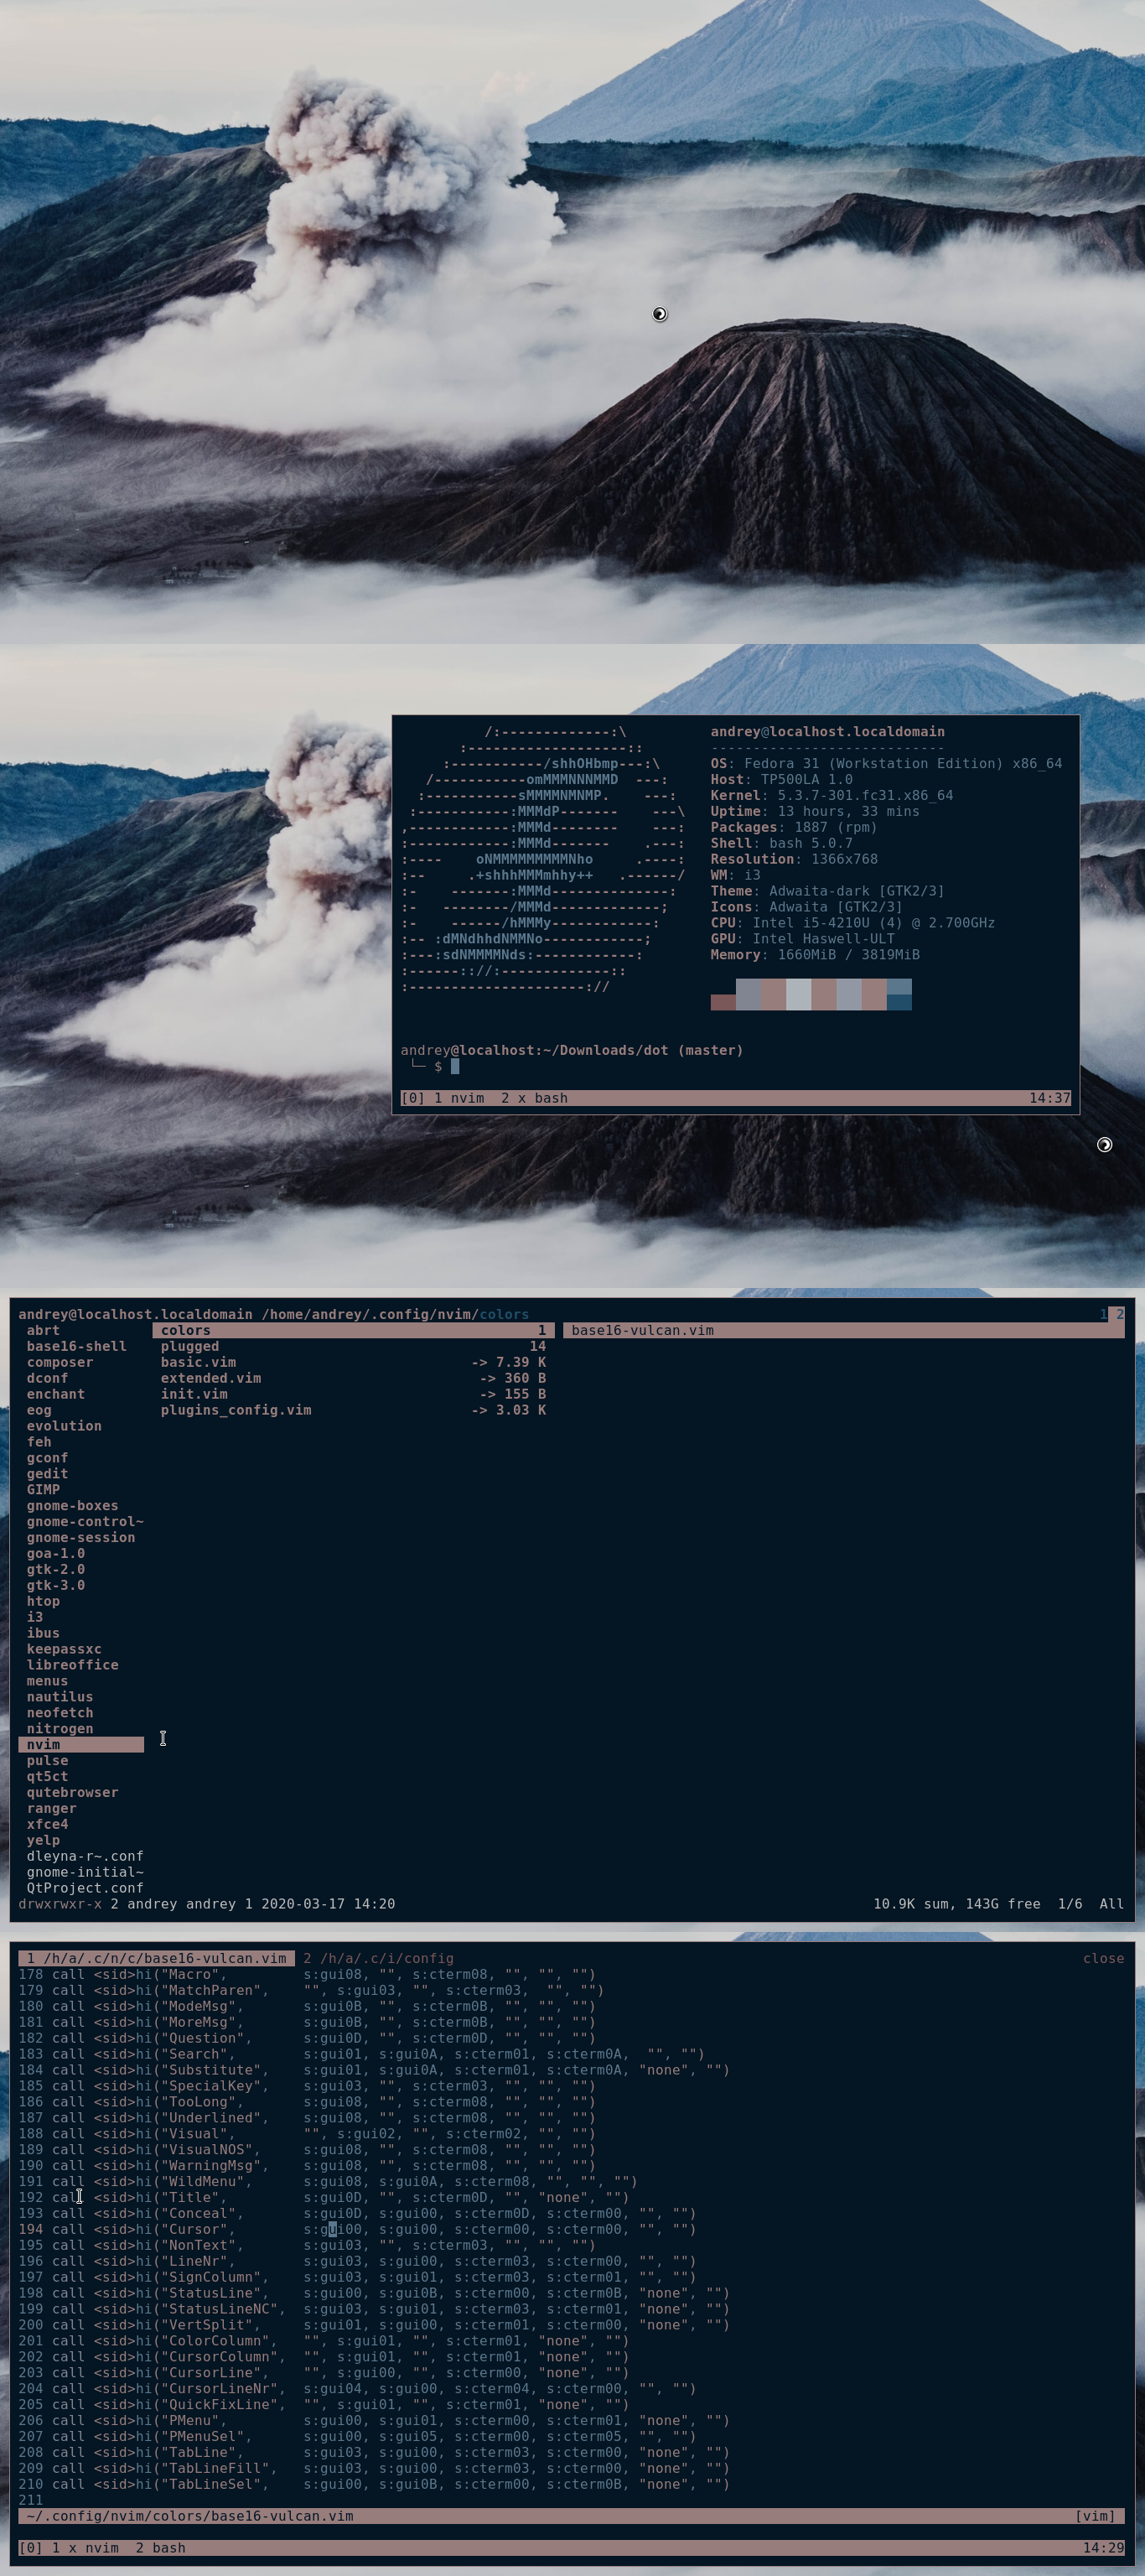 /:-------------:\
:-------------------::
:-----------/shhOHbmp---:\
/-----------omMMMNNNMMD  ---:
:-----------sMMMMNMNMP.    ---:
:-----------:MMMdP-------    ---\
,------------:MMMd--------    ---:
:------------:MMMd-------    .---:
:----    oNMMMMMMMMMNho     .----:
:--     .+shhhMMMmhhy++   .------/
:-    -------:MMMd--------------:
:-   --------/MMMd-------------;
:-    ------/hMMMy------------:
:-- :dMNdhhdNMMNo------------;
:---:sdNMMMMNds:------------:
:------:://:-------------::
:---------------------://
andrey@localhost.localdomain
----------------------------
OS: Fedora 31 (Workstation Edition) x86_64
Host: TP500LA 1.0
Kernel: 5.3.7-301.fc31.x86_64
Uptime: 13 hours, 33 mins
Packages: 1887 (rpm)
Shell: bash 5.0.7
Resolution: 1366x768
WM: i3
Theme: Adwaita-dark [GTK2/3]
Icons: Adwaita [GTK2/3]
CPU: Intel i5-4210U (4) @ 2.700GHz
GPU: Intel Haswell-ULT
Memory: 1660MiB / 3819MiB
andrey@localhost:~/Downloads/dot (master)
└─ $
[0] 1 nvim  2 x bash 14:37
andrey@localhost.localdomain /home/andrey/.config/nvim/colors 1 2
abrt
base16-shell
composer
dconf
enchant
eog
evolution
feh
gconf
gedit
GIMP
gnome-boxes
gnome-control~
gnome-session
goa-1.0
gtk-2.0
gtk-3.0
htop
i3
ibus
keepassxc
libreoffice
menus
nautilus
neofetch
nitrogen
nvim
pulse
qt5ct
qutebrowser
ranger
xfce4
yelp
dleyna-r~.conf
gnome-initial~
QtProject.conf
colors 1
plugged 14
basic.vim -> 7.39 K
extended.vim -> 360 B
init.vim -> 155 B
plugins_config.vim -> 3.03 K
base16-vulcan.vim
drwxrwxr-x 2 andrey andrey 1 2020-03-17 14:20 10.9K sum, 143G free  1/6  All
1 /h/a/.c/n/c/base16-vulcan.vim  2 /h/a/.c/i/config close
178 call <sid>hi("Macro",         s:gui08, "", s:cterm08, "", "", "")
179 call <sid>hi("MatchParen",    "", s:gui03, "", s:cterm03,  "", "")
180 call <sid>hi("ModeMsg",       s:gui0B, "", s:cterm0B, "", "", "")
181 call <sid>hi("MoreMsg",       s:gui0B, "", s:cterm0B, "", "", "")
182 call <sid>hi("Question",      s:gui0D, "", s:cterm0D, "", "", "")
183 call <sid>hi("Search",        s:gui01, s:gui0A, s:cterm01, s:cterm0A,  "", "")
184 call <sid>hi("Substitute",    s:gui01, s:gui0A, s:cterm01, s:cterm0A, "none", "")
185 call <sid>hi("SpecialKey",    s:gui03, "", s:cterm03, "", "", "")
186 call <sid>hi("TooLong",       s:gui08, "", s:cterm08, "", "", "")
187 call <sid>hi("Underlined",    s:gui08, "", s:cterm08, "", "", "")
188 call <sid>hi("Visual",        "", s:gui02, "", s:cterm02, "", "")
189 call <sid>hi("VisualNOS",     s:gui08, "", s:cterm08, "", "", "")
190 call <sid>hi("WarningMsg",    s:gui08, "", s:cterm08, "", "", "")
191 call <sid>hi("WildMenu",      s:gui08, s:gui0A, s:cterm08, "", "", "")
192 call <sid>hi("Title",         s:gui0D, "", s:cterm0D, "", "none", "")
193 call <sid>hi("Conceal",       s:gui0D, s:gui00, s:cterm0D, s:cterm00, "", "")
194 call <sid>hi("Cursor",        s:gui00, s:gui00, s:cterm00, s:cterm00, "", "")
195 call <sid>hi("NonText",       s:gui03, "", s:cterm03, "", "", "")
196 call <sid>hi("LineNr",        s:gui03, s:gui00, s:cterm03, s:cterm00, "", "")
197 call <sid>hi("SignColumn",    s:gui03, s:gui01, s:cterm03, s:cterm01, "", "")
198 call <sid>hi("StatusLine",    s:gui00, s:gui0B, s:cterm00, s:cterm0B, "none", "")
199 call <sid>hi("StatusLineNC",  s:gui03, s:gui01, s:cterm03, s:cterm01, "none", "")
200 call <sid>hi("VertSplit",     s:gui01, s:gui00, s:cterm01, s:cterm00, "none", "")
201 call <sid>hi("ColorColumn",   "", s:gui01, "", s:cterm01, "none", "")
202 call <sid>hi("CursorColumn",  "", s:gui01, "", s:cterm01, "none", "")
203 call <sid>hi("CursorLine",    "", s:gui00, "", s:cterm00, "none", "")
204 call <sid>hi("CursorLineNr",  s:gui04, s:gui00, s:cterm04, s:cterm00, "", "")
205 call <sid>hi("QuickFixLine",  "", s:gui01, "", s:cterm01, "none", "")
206 call <sid>hi("PMenu",         s:gui00, s:gui01, s:cterm00, s:cterm01, "none", "")
207 call <sid>hi("PMenuSel",      s:gui00, s:gui05, s:cterm00, s:cterm05, "", "")
208 call <sid>hi("TabLine",       s:gui03, s:gui00, s:cterm03, s:cterm00, "none", "")
209 call <sid>hi("TabLineFill",   s:gui03, s:gui00, s:cterm03, s:cterm00, "none", "")
210 call <sid>hi("TabLineSel",    s:gui00, s:gui0B, s:cterm00, s:cterm0B, "none", "")
211
~/.config/nvim/colors/base16-vulcan.vim [vim]
[0] 1 x nvim  2 bash 14:29